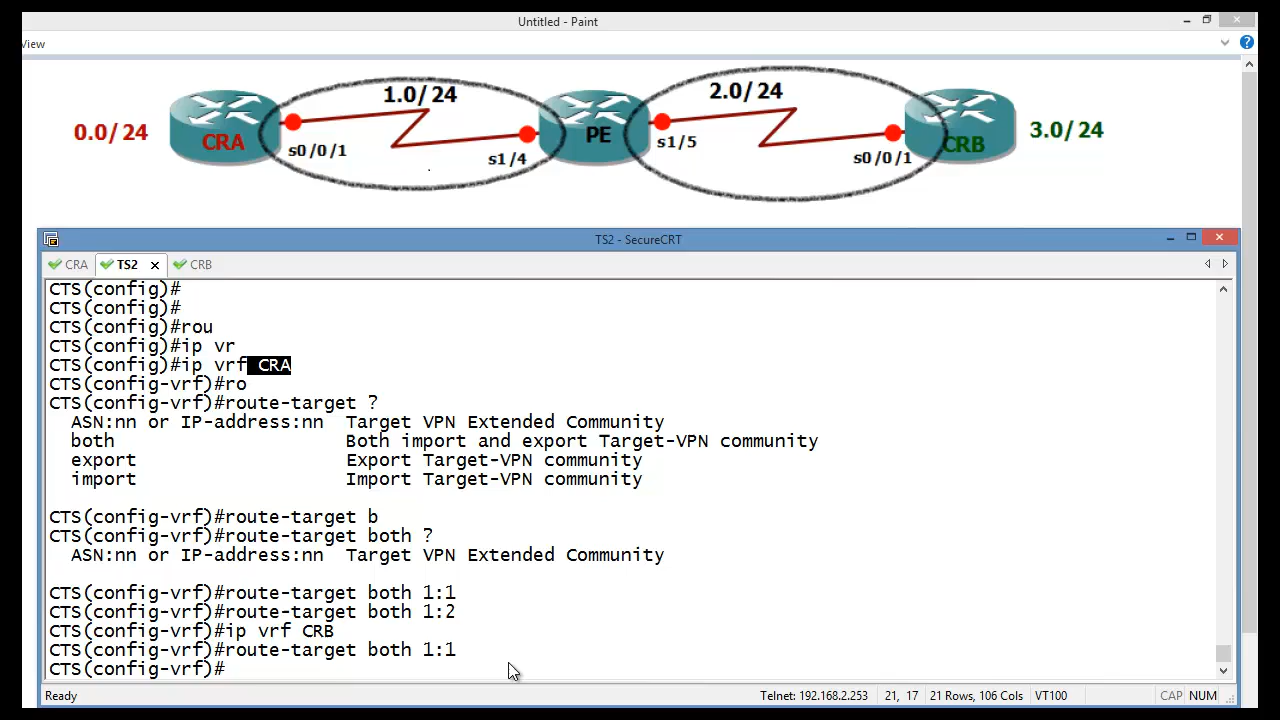 Untitled - Paint
View
1.0/24
2.0/24
0.0/24
CRA
PE
CRB
3.0/24
s0/0/1
s1/4
s1/5
s0/0/1
TS2 - SecureCRT
CRA
TS2
CRB
CTS(config)#
CTS(config)#
CTS(config)#rou
CTS(config)#ip vr
CTS(config)#ip vrf CRA
CTS(config-vrf)#ro
CTS(config-vrf)#route-target ?
ASN:nn or IP-address:nn  Target VPN Extended Community
both                     Both import and export Target-VPN community
export                   Export Target-VPN community
import                   Import Target-VPN community
CTS(config-vrf)#route-target b
CTS(config-vrf)#route-target both ?
ASN:nn or IP-address:nn  Target VPN Extended Community
CTS(config-vrf)#route-target both 1:1
CTS(config-vrf)#route-target both 1:2
CTS(config-vrf)#ip vrf CRB
CTS(config-vrf)#route-target both 1:1
CTS(config-vrf)#
Ready
Telnet: 192.168.2.253
21, 17
21 Rows, 106 Cols
VT100
CAP
NUM